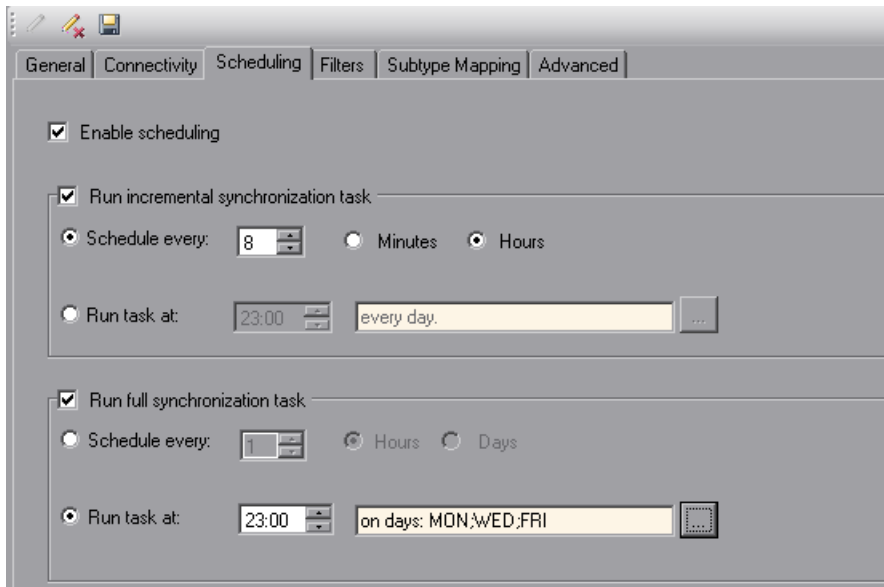 General Connectivity Scheduling Filters Subtype Mapping Advanced
Enable scheduling
Run incremental synchronization task
Schedule every: 8 Minutes Hours
Run task at: 23:00 every day. ...
Run full synchronization task
Schedule every: 1 Hours Days
Run task at: 23:00 on days: MON;WED;FRI ...